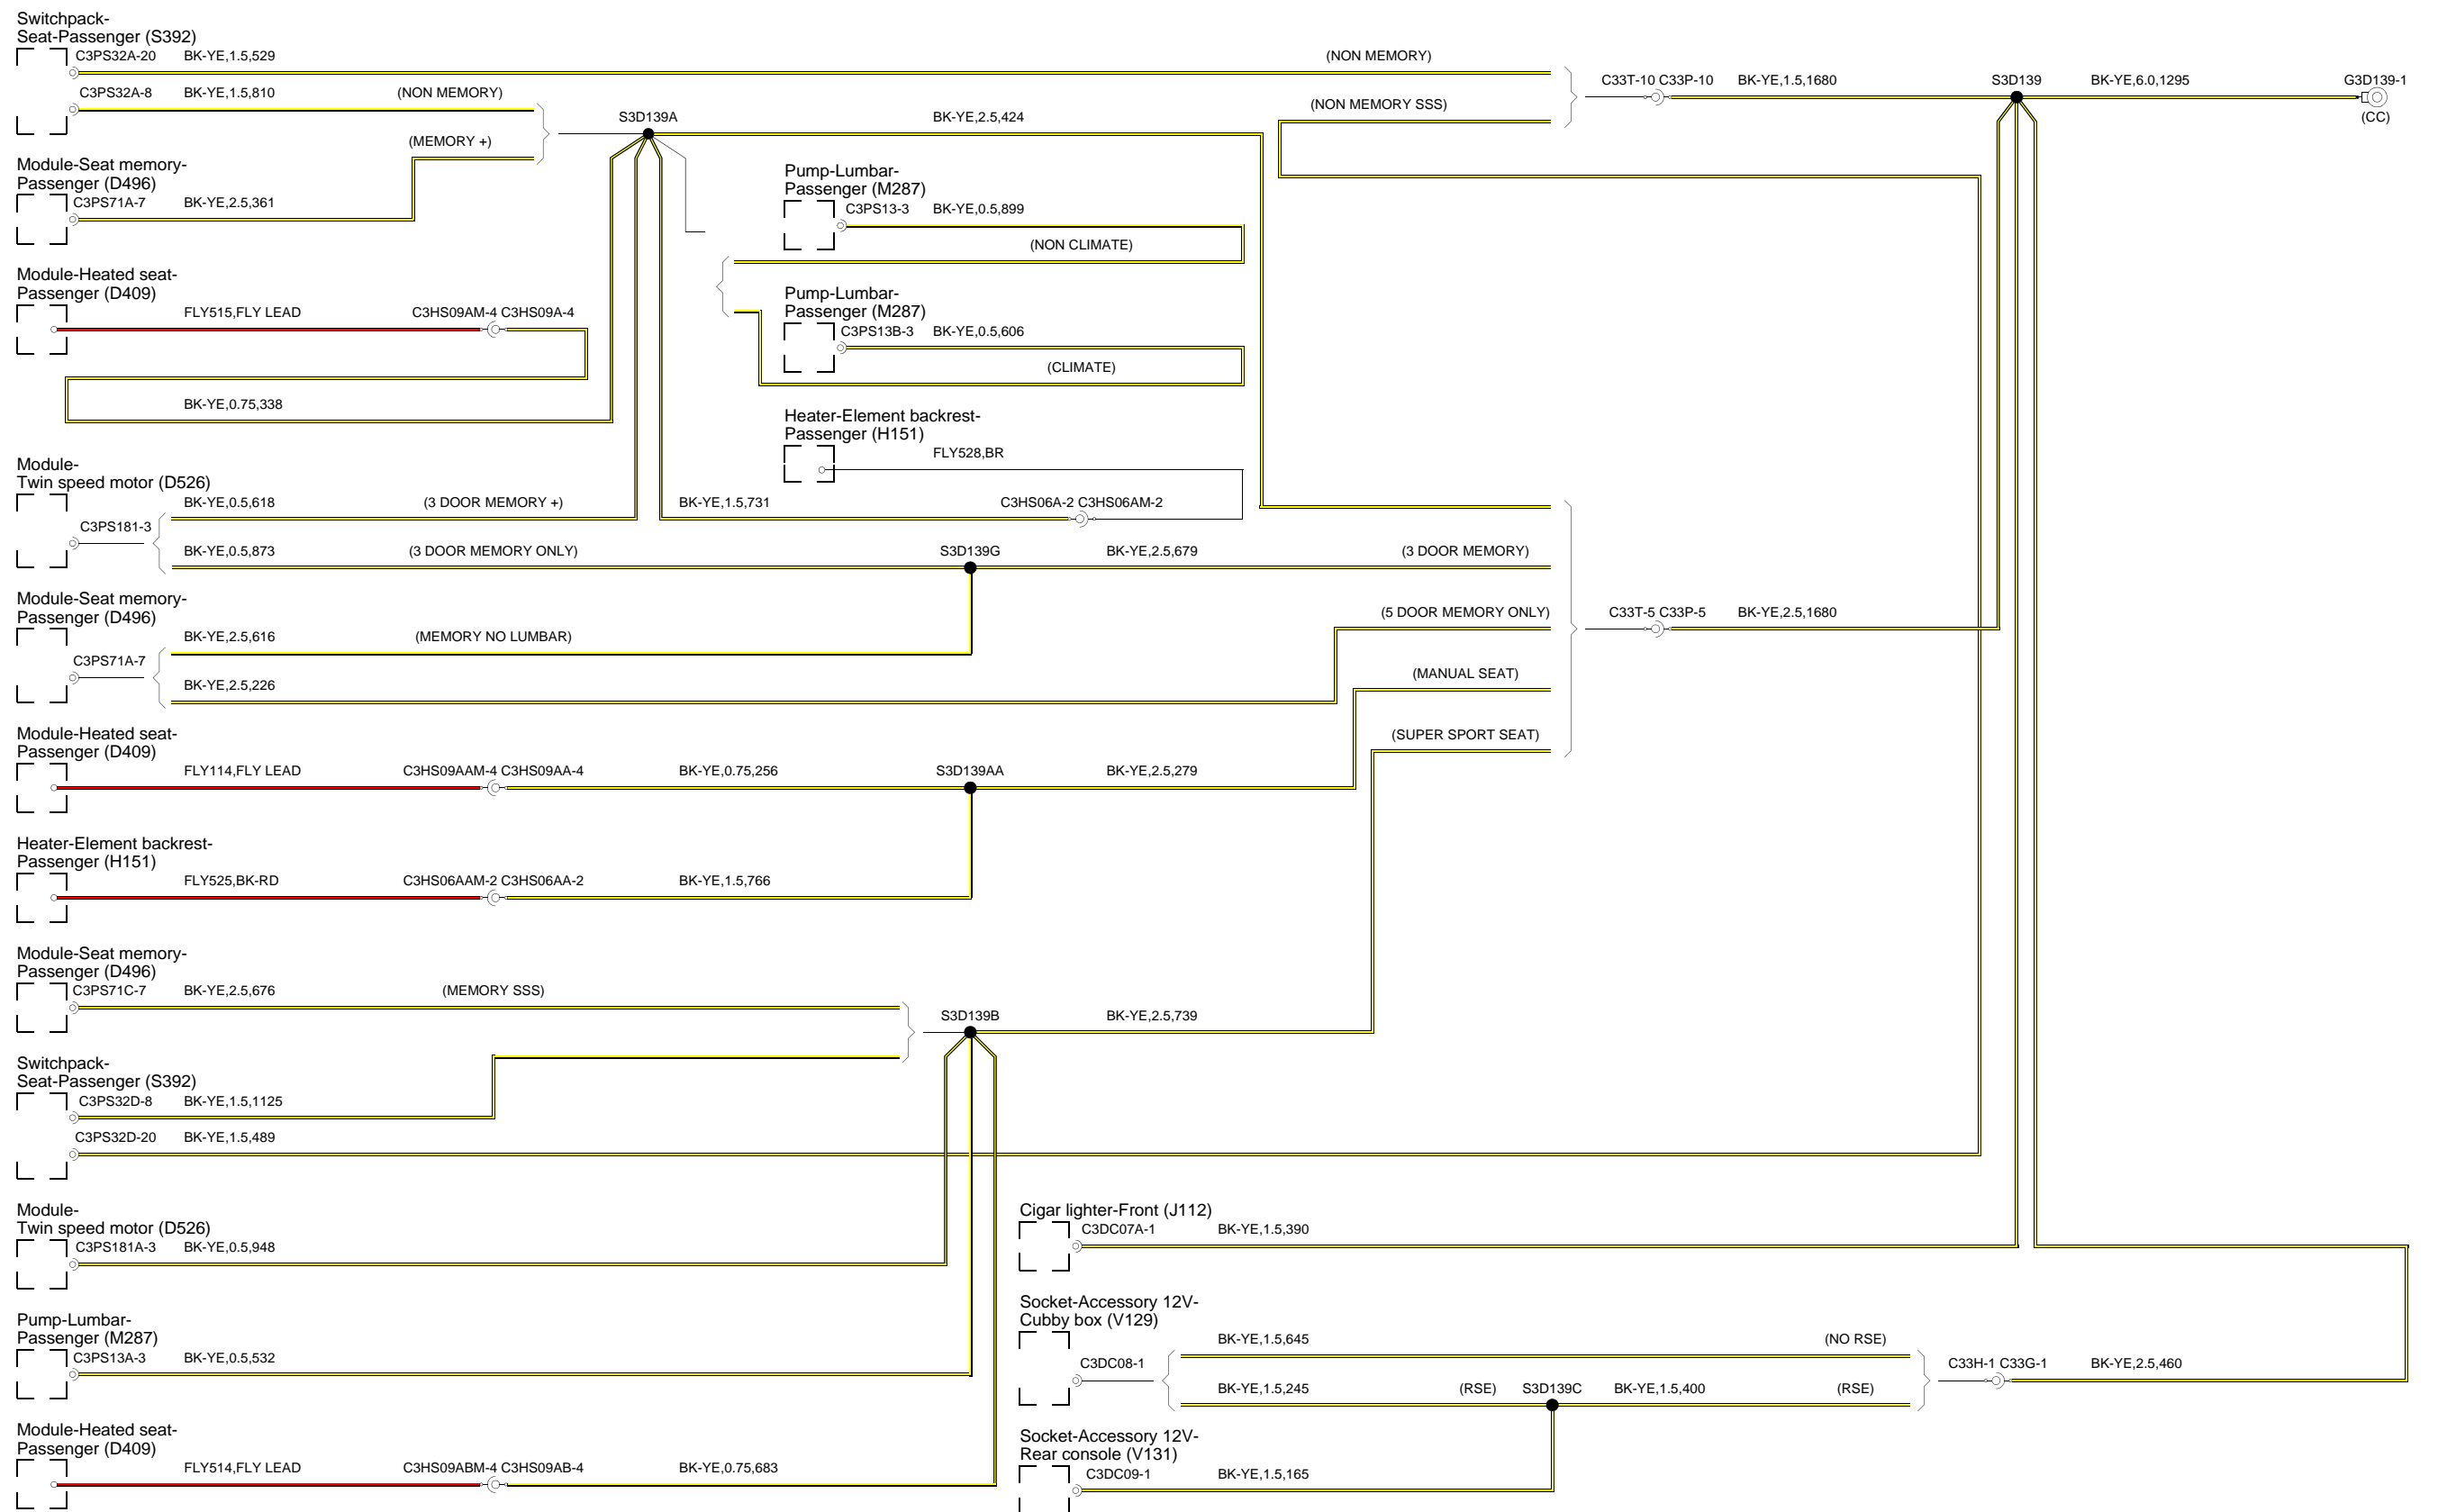 Switchpack-
Seat-Passenger (S392)
C3PS32A-20 BK-YE,1.5,529 (NON MEMORY)
C3PS32A-8 BK-YE,1.5,810 (NON MEMORY)
(NON MEMORY SSS)
C33T-10 C33P-10 BK-YE,1.5,1680 S3D139 BK-YE,6.0,1295 G3D139-1
(CC)
S3D139A BK-YE,2.5,424
(MEMORY +)
Module-Seat memory-
Passenger (D496)
C3PS71A-7 BK-YE,2.5,361
Pump-Lumbar-
Passenger (M287)
C3PS13-3 BK-YE,0.5,899
(NON CLIMATE)
Module-Heated seat-
Passenger (D409)
FLY515,FLY LEAD C3HS09AM-4 C3HS09A-4
BK-YE,0.75,338
Pump-Lumbar-
Passenger (M287)
C3PS13B-3 BK-YE,0.5,606
(CLIMATE)
Heater-Element backrest-
Passenger (H151)
FLY528,BR
Module-
Twin speed motor (D526)
BK-YE,0.5,618 (3 DOOR MEMORY +) BK-YE,1.5,731 C3HS06A-2 C3HS06AM-2
C3PS181-3
BK-YE,0.5,873 (3 DOOR MEMORY ONLY) S3D139G BK-YE,2.5,679 (3 DOOR MEMORY)
Module-Seat memory-
Passenger (D496)
(5 DOOR MEMORY ONLY) C33T-5 C33P-5 BK-YE,2.5,1680
BK-YE,2.5,616 (MEMORY NO LUMBAR)
C3PS71A-7
BK-YE,2.5,226
(MANUAL SEAT)
Module-Heated seat-
Passenger (D409)
(SUPER SPORT SEAT)
FLY114,FLY LEAD C3HS09AAM-4 C3HS09AA-4 BK-YE,0.75,256 S3D139AA BK-YE,2.5,279
Heater-Element backrest-
Passenger (H151)
FLY525,BK-RD C3HS06AAM-2 C3HS06AA-2 BK-YE,1.5,766
Module-Seat memory-
Passenger (D496)
C3PS71C-7 BK-YE,2.5,676 (MEMORY SSS)
S3D139B BK-YE,2.5,739
Switchpack-
Seat-Passenger (S392)
C3PS32D-8 BK-YE,1.5,1125
C3PS32D-20 BK-YE,1.5,489
Module-
Twin speed motor (D526)
C3PS181A-3 BK-YE,0.5,948
Cigar lighter-Front (J112)
C3DC07A-1 BK-YE,1.5,390
Pump-Lumbar-
Passenger (M287)
C3PS13A-3 BK-YE,0.5,532
Socket-Accessory 12V-
Cubby box (V129)
BK-YE,1.5,645 (NO RSE)
C3DC08-1 C33H-1 C33G-1 BK-YE,2.5,460
BK-YE,1.5,245 (RSE) S3D139C BK-YE,1.5,400 (RSE)
Module-Heated seat-
Passenger (D409)
FLY514,FLY LEAD C3HS09ABM-4 C3HS09AB-4 BK-YE,0.75,683
Socket-Accessory 12V-
Rear console (V131)
C3DC09-1 BK-YE,1.5,165